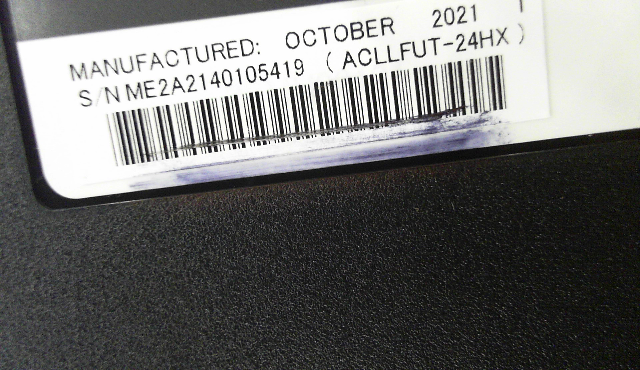 MANUFACTURED: OCTOBER 2021
S/N ME2A2140105419 (ACLLFUT-24HX)